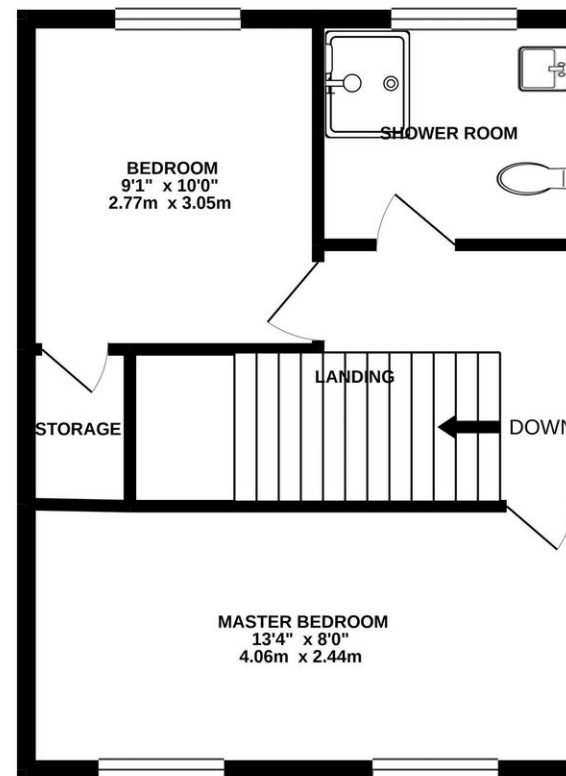 BEDROOM
9'1" x 10'0"
2.77m x 3.05m
SHOWER ROOM
LANDING
STORAGE
DOWN
MASTER BEDROOM
13'4" x 8'0"
4.06m x 2.44m